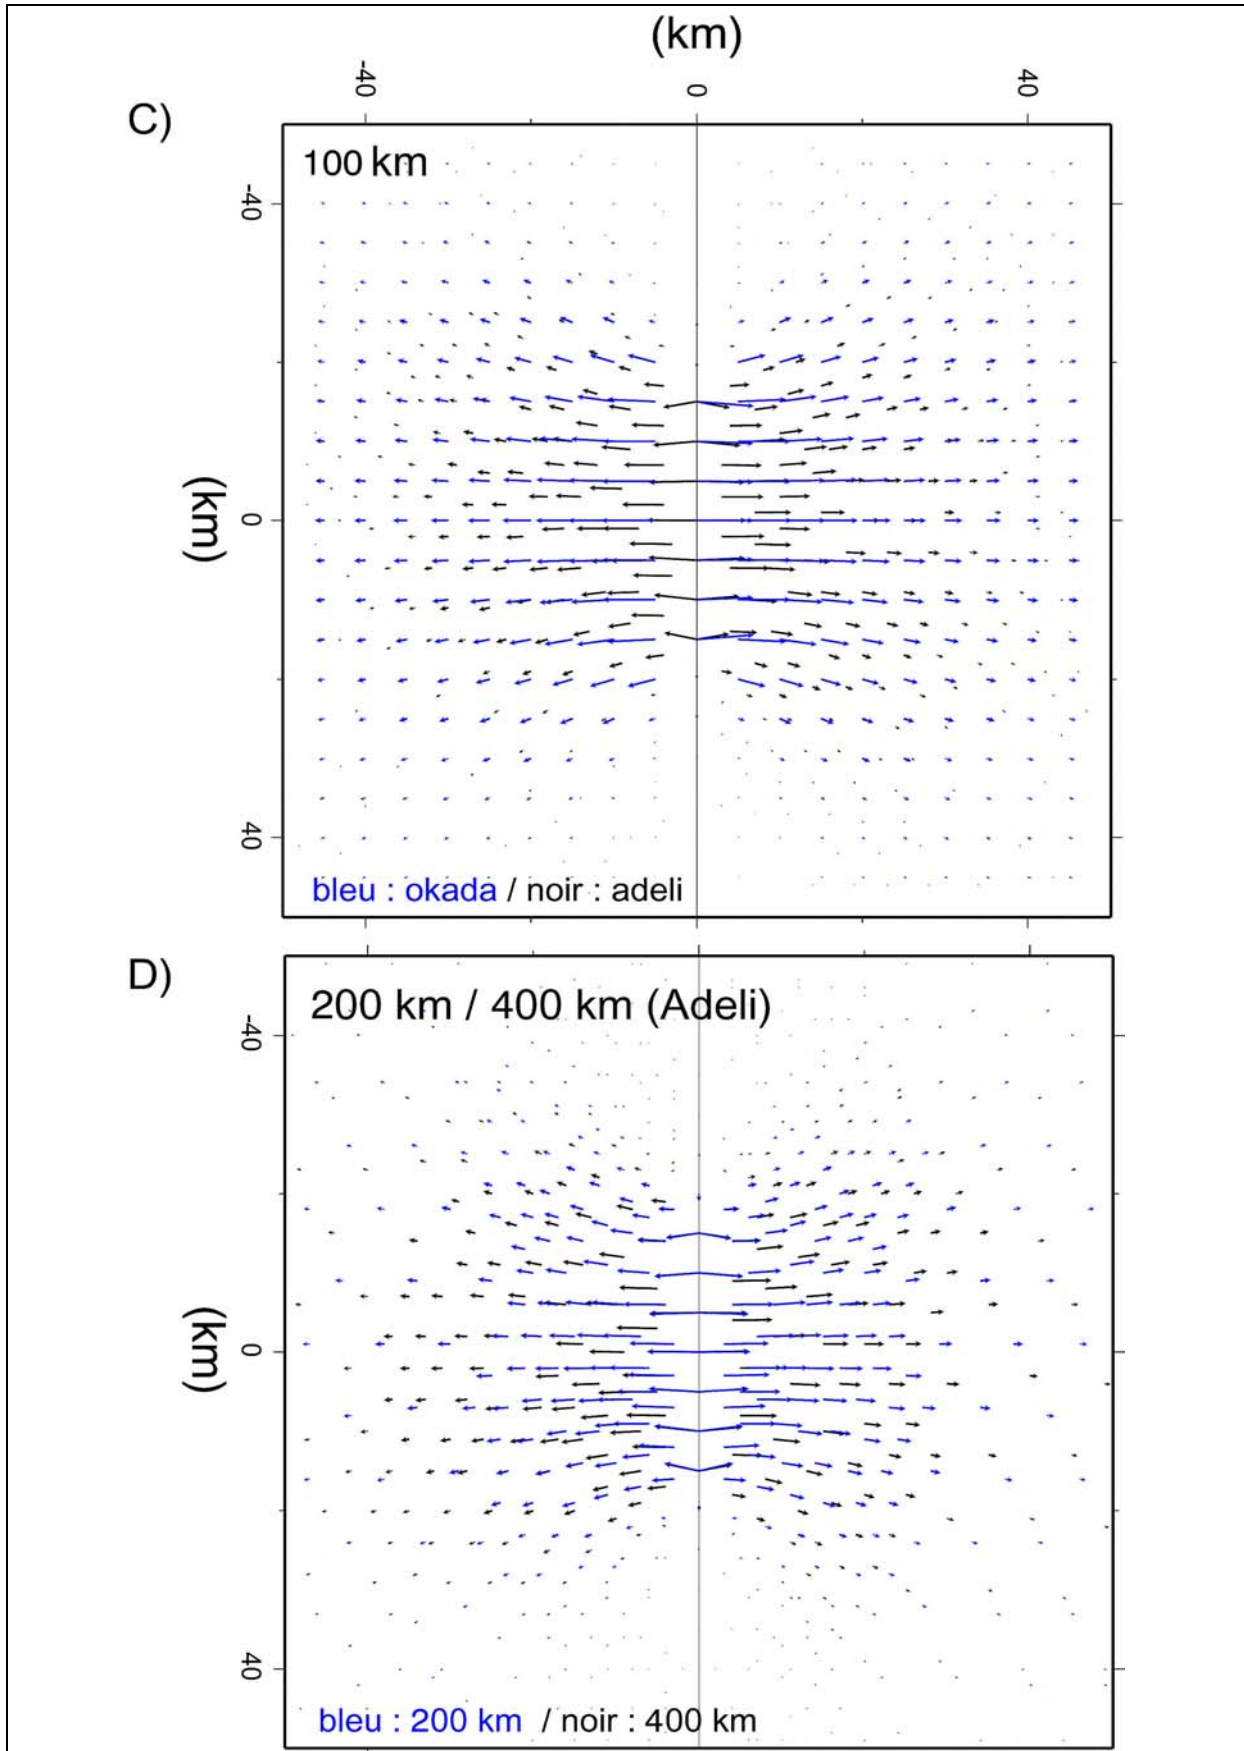 (km)
-40 0 40
C)
100 km
-40
(km)
0
40
bleu : okada / noir : adeli
D)
200 km / 400 km (Adeli)
-40
(km)
0
40
bleu : 200 km / noir : 400 km